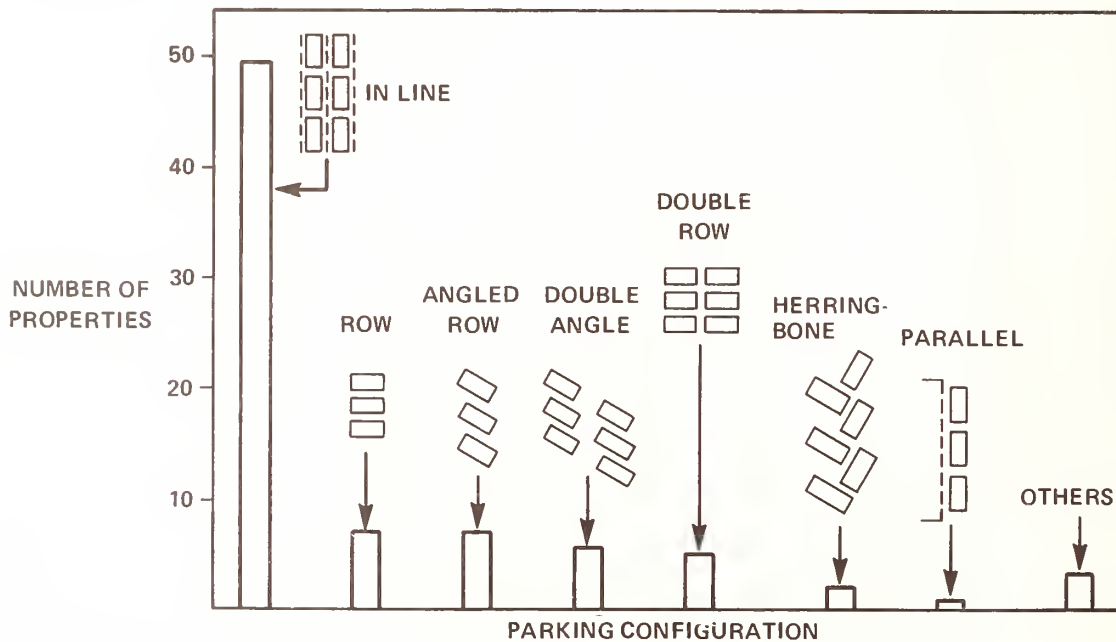 50
40
30
20
10
NUMBER OF
PROPERTIES
IN LINE
ROW
ANGLED
ROW
DOUBLE
ANGLE
DOUBLE
ROW
HERRING-
BONE
PARALLEL
OTHERS
PARKING CONFIGURATION